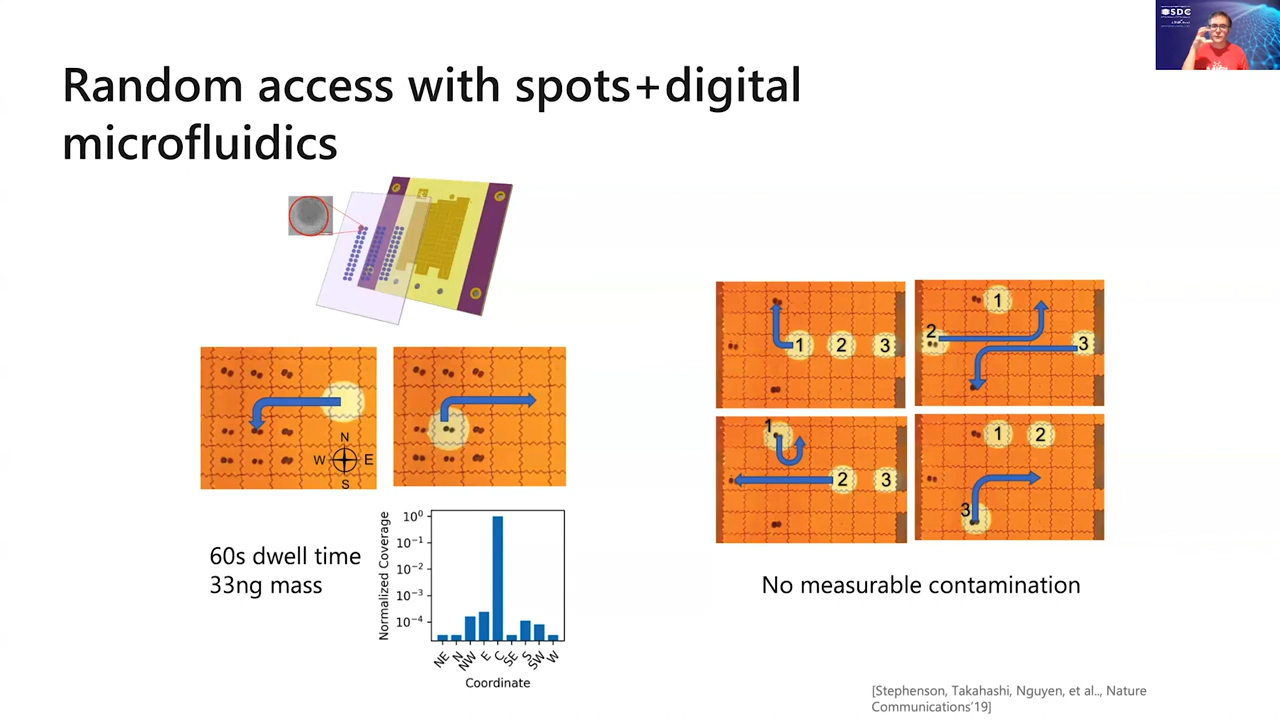 SDC
Random access with spots+digital
microfluidics
1
2
3
1
2
3
N
W
E
S
1
2
3
1
2
3
10⁰
10⁻¹
10⁻²
10⁻³
10⁻⁴
Normalized Coverage
NE
N
NW
E
C
SE
S
SW
W
Coordinate
60s dwell time
33ng mass
No measurable contamination
[Stephenson, Takahashi, Nguyen, et al.., Nature
Communications'19]